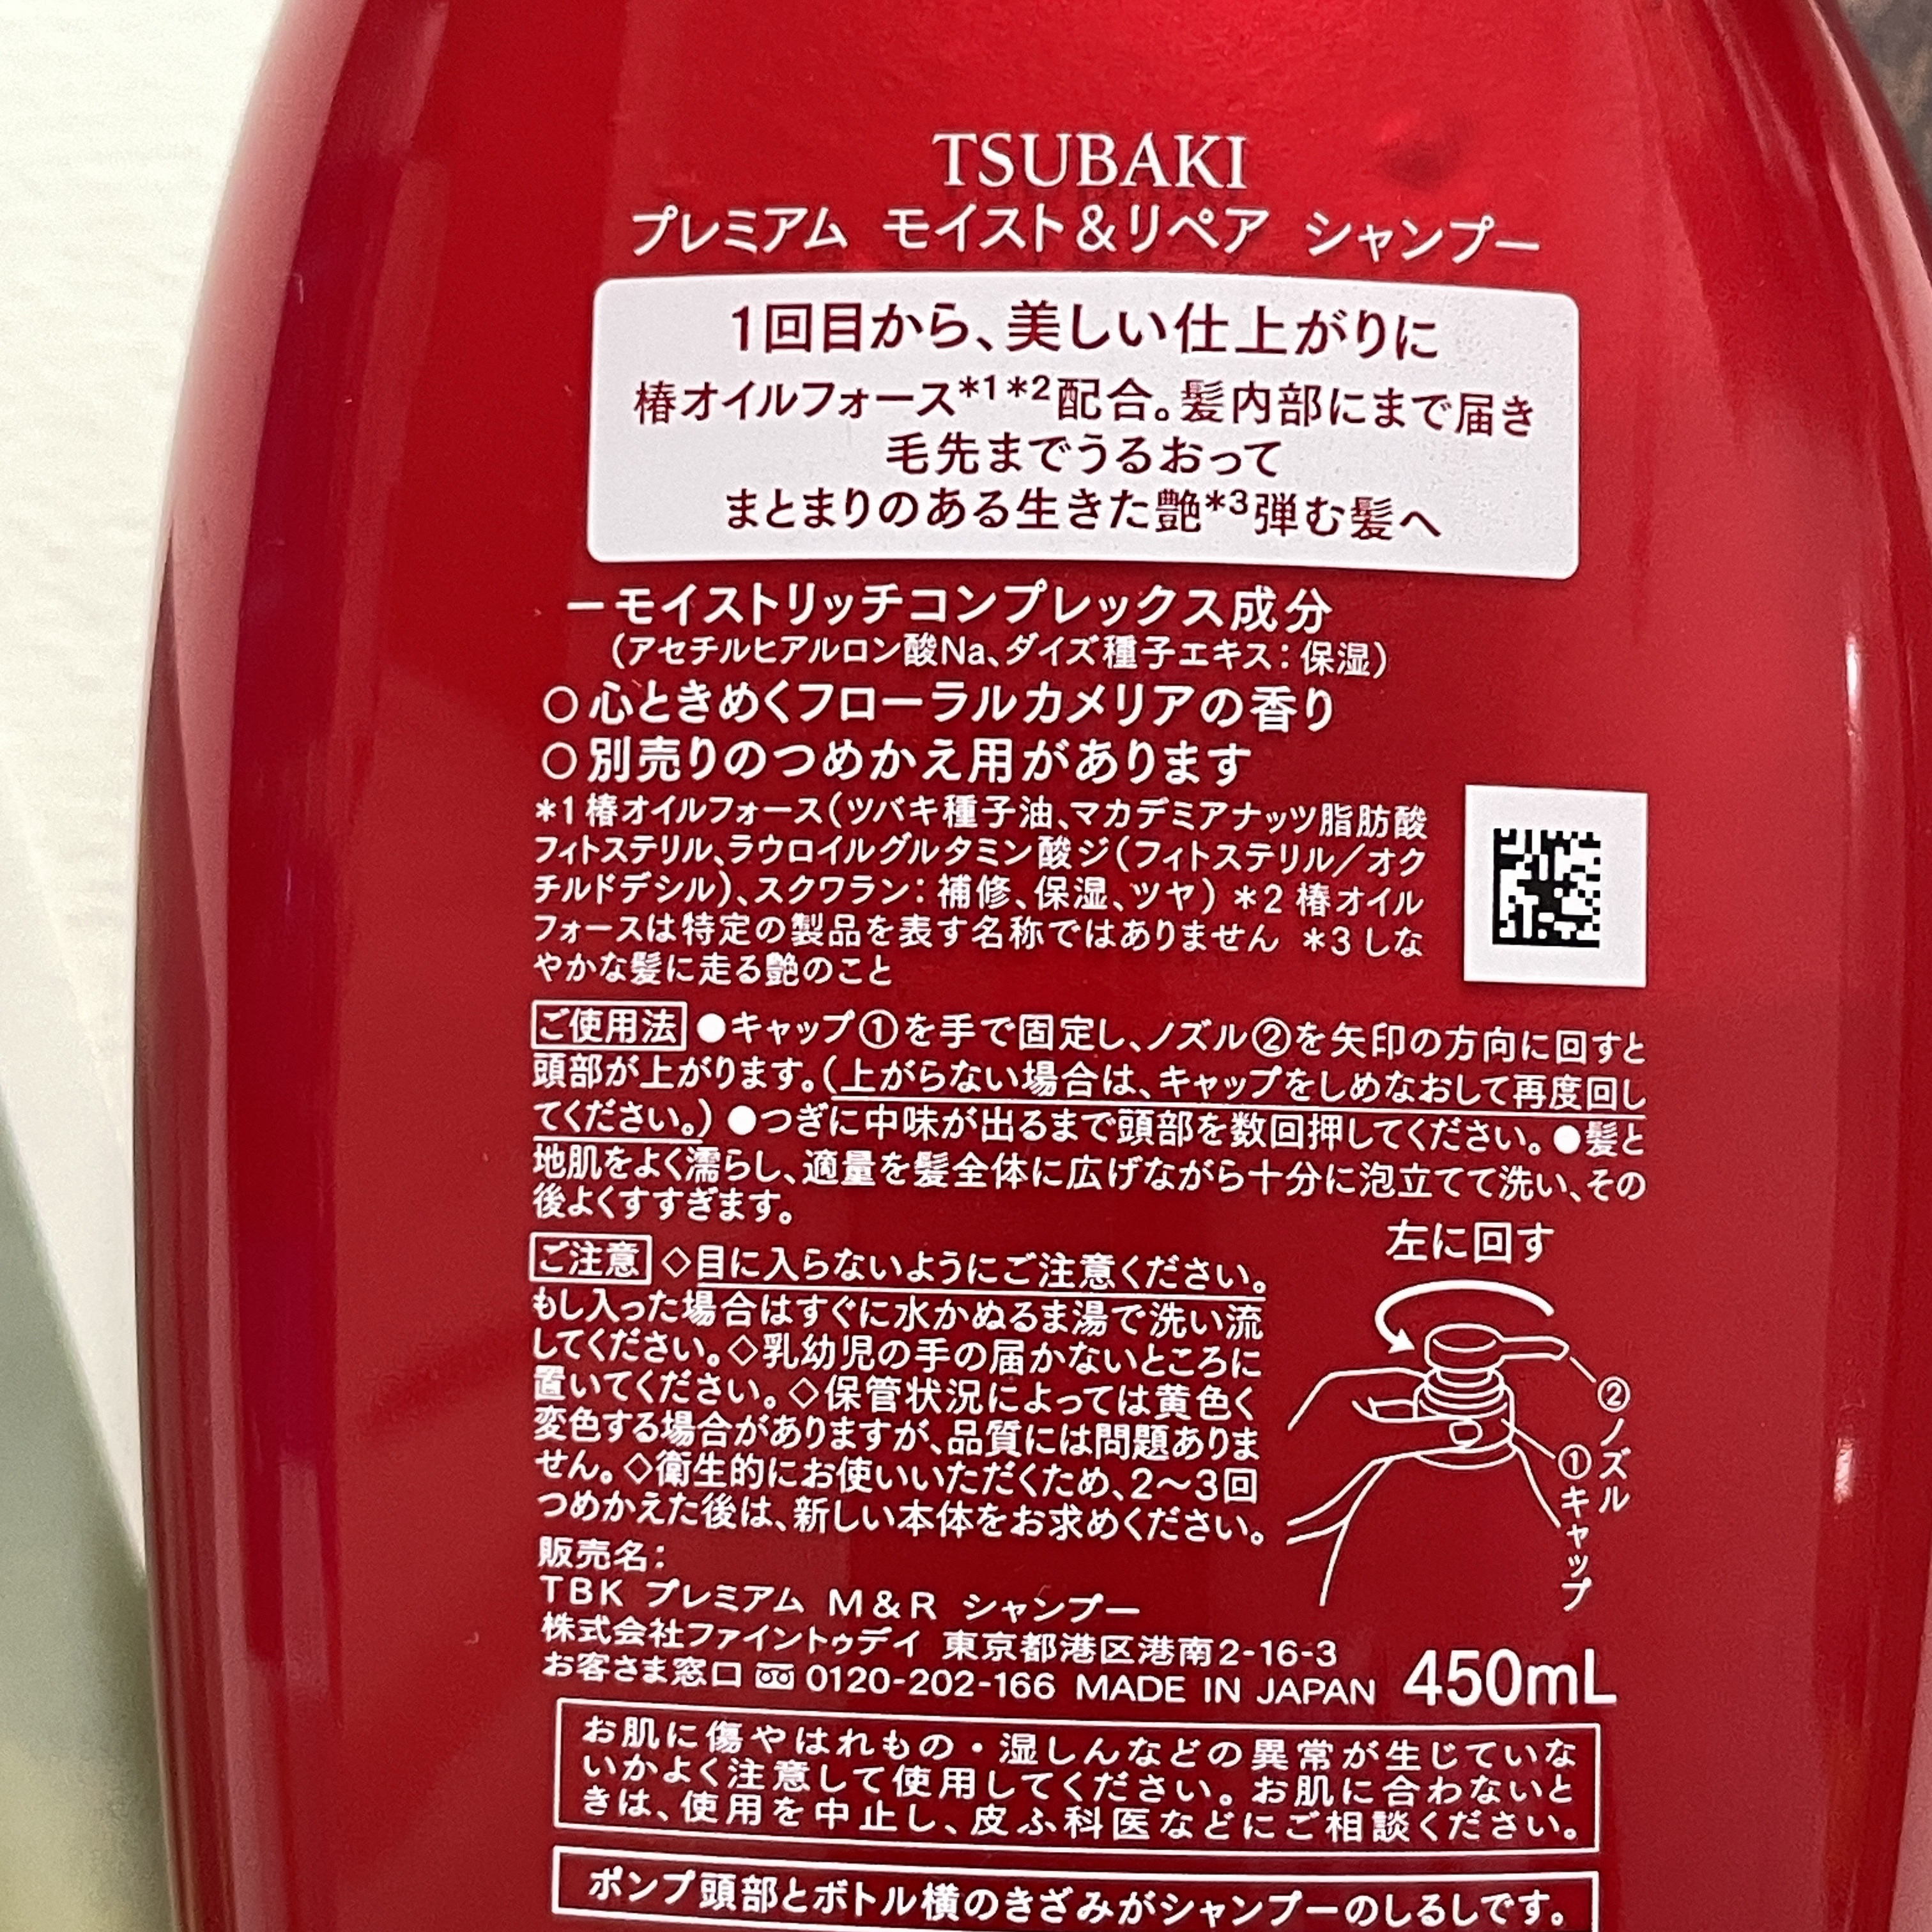 TSUBAKI
プレミアム モイスト&リペア シャンプー
1回目から、美しい仕上がりに
椿オイルフォース*1*2配合。髪内部にまで届き
毛先までうるおって
まとまりのある生きた艶*3弾む髪へ
ーモイストリッチコンプレックス成分
(アセチルヒアルロン酸Na、ダイズ種子エキス:保湿)
○心ときめくフローラルカメリアの香り
○別売りのつめかえ用があります
*1 椿オイルフォース(ツバキ種子油、マカデミアナッツ脂肪酸
フィトステリル、ラウロイルグルタミン酸ジ(フィトステリル/オク
チルドデシル)、スクワラン:補修、保湿、ツヤ) *2 椿オイル
フォースは特定の製品を表す名称ではありません *3 しな
やかな髪に走る艶のこと
ご使用法 ●キャップ①を手で固定し、ノズル②を矢印の方向に回すと
頭部が上がります。(上がらない場合は、キャップをしめなおして再度回し
てください。)●つぎに中味が出るまで頭部を数回押してください。●髪と
地肌をよく濡らし、適量を髪全体に広げながら十分に泡立てて洗い、その
後よくすすぎます。
ご注意 ◇目に入らないようにご注意ください。
もし入った場合はすぐに水かぬるま湯で洗い流
してください。◇乳幼児の手の届かないところに
置いてください。◇保管状況によっては黄色く
変色する場合がありますが、品質には問題ありま
せん。◇衛生的にお使いいただくため、2〜3回
つめかえた後は、新しい本体をお求めください。
左に回す
②ノズル
①キャップ
販売名:
TBK プレミアム M&R シャンプー
株式会社ファイントゥデイ 東京都港区港南2-16-3
お客さま窓口 0120-202-166 MADE IN JAPAN 450mL
お肌に傷やはれもの・湿しんなどの異常が生じていな
いかよく注意して使用してください。お肌に合わないと
きは、使用を中止し、皮ふ科医などにご相談ください。
ポンプ頭部とボトル横のきざみがシャンプーのしるしです。